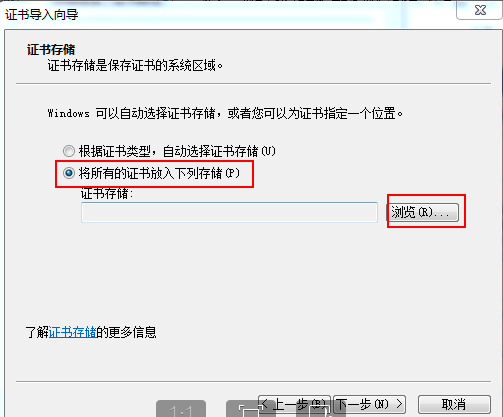 证书导入向导
证书存储
证书存储是保存证书的系统区域。
Windows 可以自动选择证书存储，或者您可以为证书指定一个位置。
根据证书类型，自动选择证书存储(U)
将所有的证书放入下列存储(P)
证书存储:
浏览(R)...
了解证书存储的更多信息
1:1
< 上一步(B) 下一步(N) > 取消